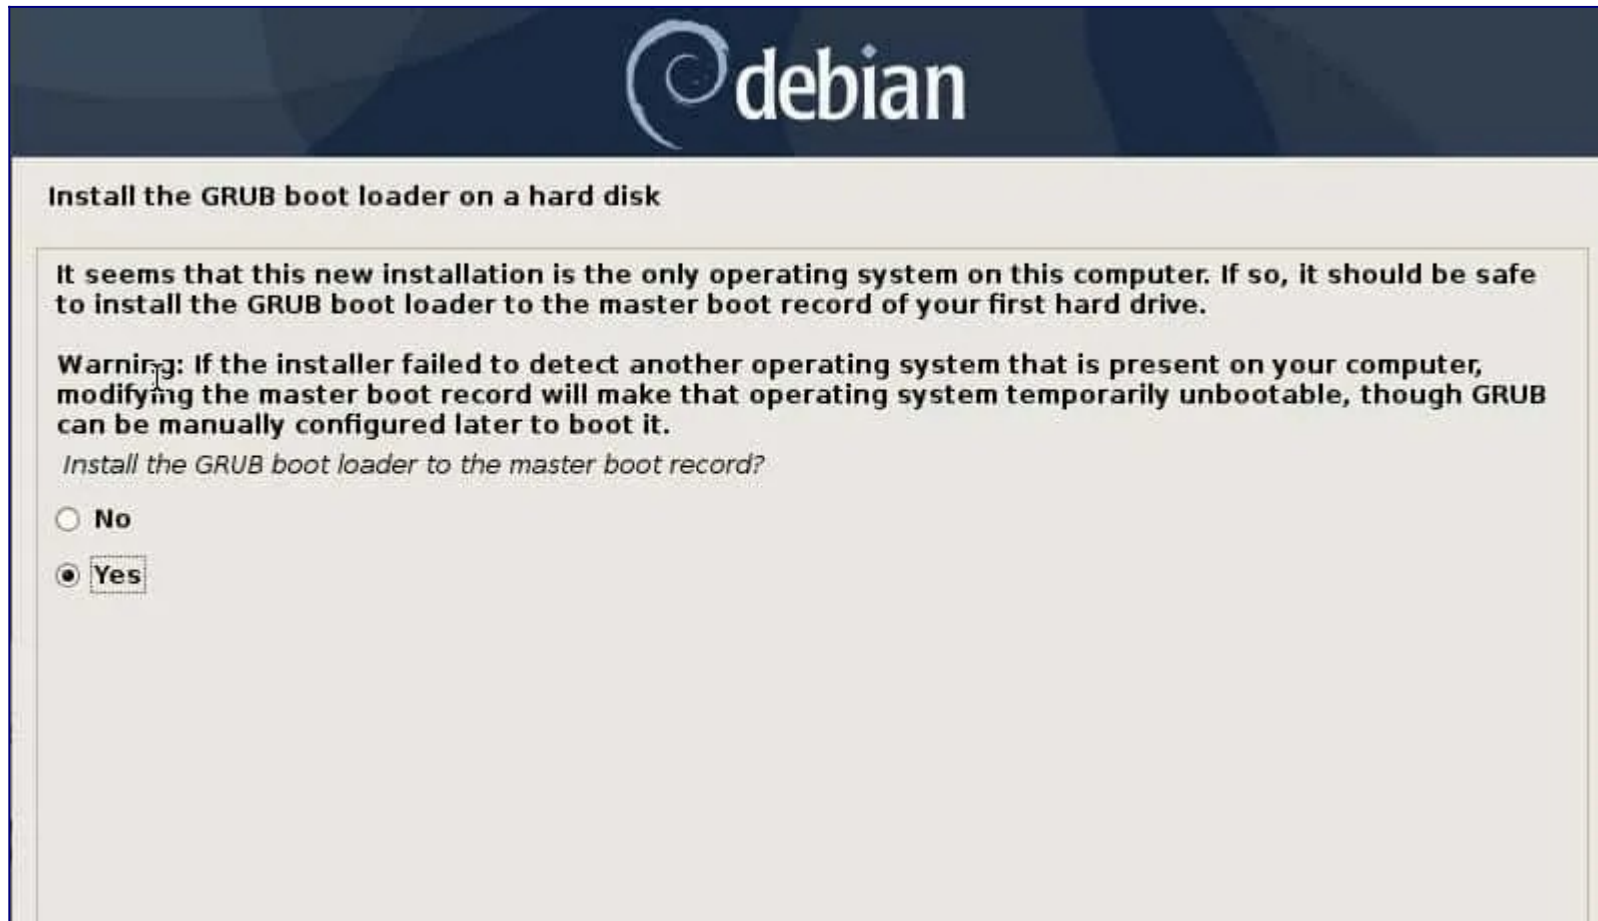 debian
Install the GRUB boot loader on a hard disk
It seems that this new installation is the only operating system on this computer. If so, it should be safe
to install the GRUB boot loader to the master boot record of your first hard drive.
Warning: If the installer failed to detect another operating system that is present on your computer,
modifying the master boot record will make that operating system temporarily unbootable, though GRUB
can be manually configured later to boot it.
Install the GRUB boot loader to the master boot record?
No
Yes